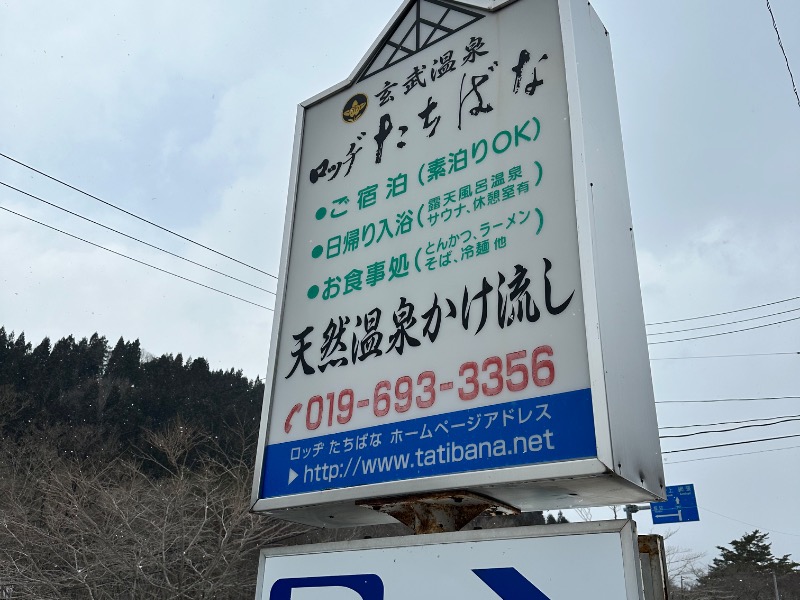 玄武温泉
ロッヂたちばな
●ご宿泊(素泊りOK)
●日帰り入浴(露天風呂温泉
サウナ、休憩室有)
●お食事処(とんかつ、ラーメン
そば、冷麺 他)
天然温泉かけ流し
019-693-3356
ロッヂ たちばな ホームページアドレス
▶http://www.tatibana.net